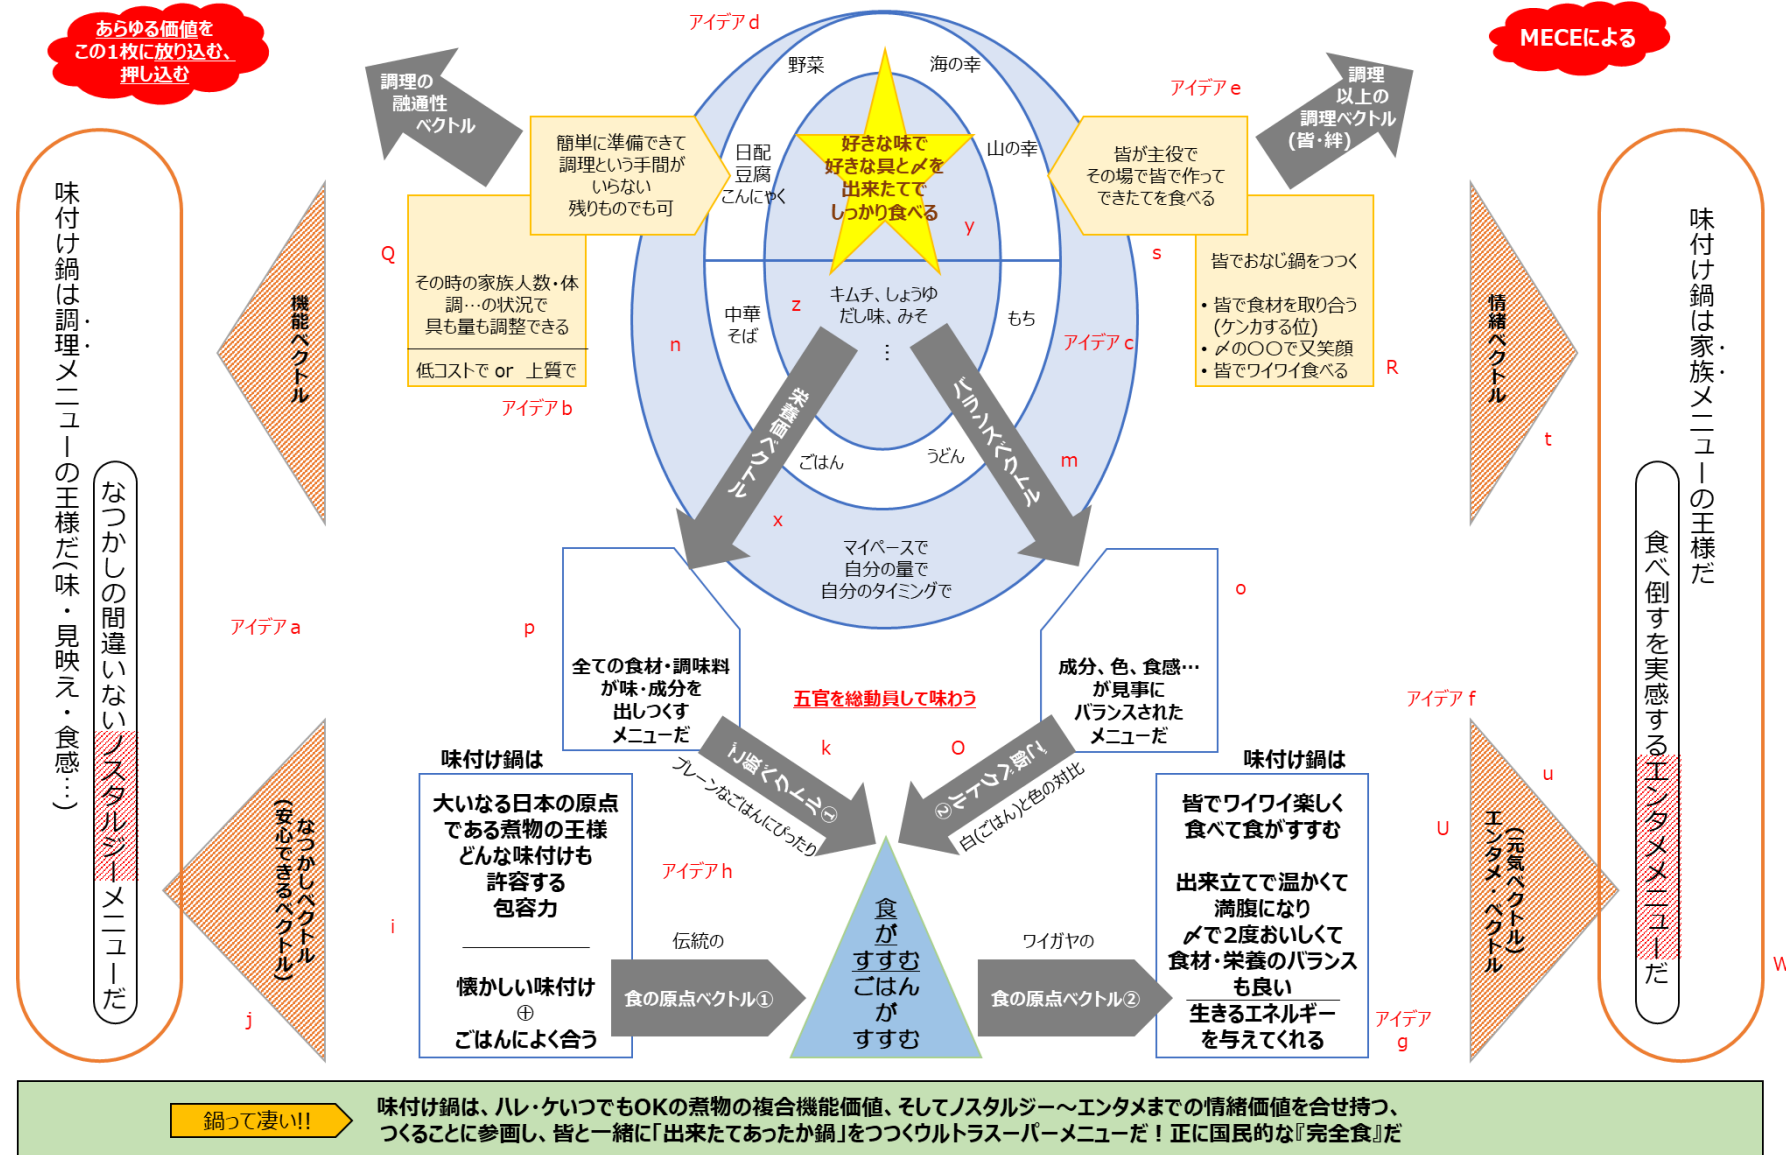 あらゆる価値を
この1枚に放り込む、
押し込む
MECEによる
アイデア d
アイデア e
調理の
融通性
ベクトル
調理
以上の
調理ベクトル
(皆・絆)
野菜
海の幸
日配
豆腐
こんにゃく
山の幸
好きな味で
好きな具と〆を
出来たてで
しっかり食べる
y
簡単に準備できて
調理という手間が
いらない
残りものでも可
皆が主役で
その場で皆で作って
できたてを食べる
Q
その時の家族人数・体
調…の状況で
具も量も調整できる
低コストで or 上質で
アイデア b
s
皆でおなじ鍋をつつく
・皆で食材を取り合う
(ケンカする位)
・〆の〇〇で又笑顔
・皆でワイワイ食べる
R
キムチ、しょうゆ
だし味、みそ
⋮
z
中華
そば
もち
n
アイデア c
ごはん
うどん
m
x
栄養価ベクトル
バランスベクトル
マイペースで
自分の量で
自分のタイミングで
味付け鍋は調理メニューの王様だ(味・見映え・食感…)
なつかしの間違いないノスタルジーメニューだ
機能ベクトル
情緒ベクトル
t
味付け鍋は家族メニューの王様だ
食べ倒すを実感するエンタメメニューだ
アイデア a
p
全ての食材・調味料
が味・成分を
出しつくす
メニューだ
五官を総動員して味わう
o
成分、色、食感…
が見事に
バランスされた
メニューだ
アイデア f
k
O
ご飯ベクトル①
プレーンなごはんにぴったり
ご飯ベクトル②
白(ごはん)と色の対比
味付け鍋は
大いなる日本の原点
である煮物の王様
どんな味付けも
許容する
包容力
懐かしい味付け
⊕
ごはんによく合う
i
j
なつかしベクトル
(安心できるベクトル)
アイデア h
伝統の
食の原点ベクトル①
食
が
すすむ
ごはん
が
すすむ
ワイガヤの
食の原点ベクトル②
味付け鍋は
皆でワイワイ楽しく
食べて食がすすむ
出来立てで温かくて
満腹になり
〆で2度おいしくて
食材・栄養のバランス
も良い
生きるエネルギー
を与えてくれる
アイデア
g
u
U
(元気ベクトル)
エンタメ・ベクトル
W
鍋って凄い!!
味付け鍋は、ハレ・ケいつでもOKの煮物の複合機能価値、そしてノスタルジー～エンタメまでの情緒価値を合せ持つ、
つくることに参画し、皆と一緒に「出来たてあったか鍋」をつつくウルトラスーパーメニューだ！正に国民的な『完全食』だ